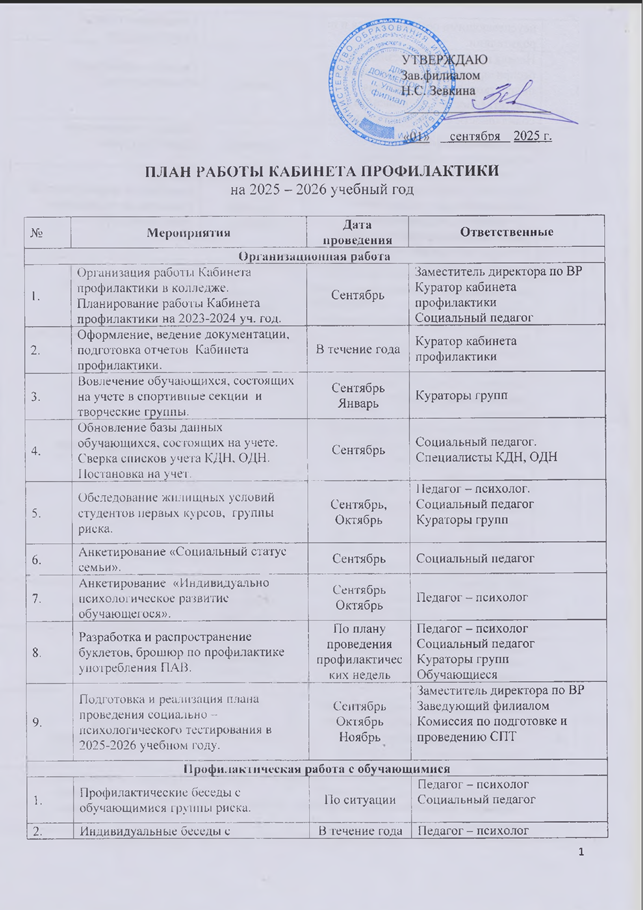 УТВЕРЖДАЮ
Зав.филиалом
Н.С. Зевкина
«01» сентября 2025 г.
ПЛАН РАБОТЫ КАБИНЕТА ПРОФИЛАКТИКИ
на 2025 – 2026 учебный год
№ Мероприятия Дата проведения Ответственные
Организационная работа
1.
Организация работы Кабинета
профилактики в колледже.
Планирование работы Кабинета
профилактики на 2023-2024 уч. год.
Сентябрь
Заместитель директора по ВР
Куратор кабинета
профилактики
Социальный педагог
2.
Оформление, ведение документации,
подготовка отчетов Кабинета
профилактики.
В течение года
Куратор кабинета
профилактики
3.
Вовлечение обучающихся, состоящих
на учете в спортивные секции и
творческие группы.
Сентябрь
Январь
Кураторы групп
4.
Обновление базы данных
обучающихся, состоящих на учете.
Сверка списков учета КДН, ОДН.
Постановка на учет.
Сентябрь
Социальный педагог.
Специалисты КДН, ОДН
5.
Обследование жилищных условий
студентов первых курсов, группы
риска.
Сентябрь,
Октябрь
Педагог – психолог.
Социальный педагог
Кураторы групп
6.
Анкетирование «Социальный статус
семьи».
Сентябрь
Социальный педагог
7.
Анкетирование «Индивидуально
психологическое развитие
обучающегося».
Сентябрь
Октябрь
Педагог – психолог
8.
Разработка и распространение
буклетов, брошюр по профилактике
употребления ПАВ.
По плану
проведения
профилактичес
ких недель
Педагог – психолог
Социальный педагог
Кураторы групп
Обучающиеся
9.
Подготовка и реализация плана
проведения социально –
психологического тестирования в
2025-2026 учебном году.
Сентябрь
Октябрь
Ноябрь
Заместитель директора по ВР
Заведующий филиалом
Комиссия по подготовке и
проведению СПТ
Профилактическая работа с обучающимися
1.
Профилактические беседы с
обучающимися группы риска.
По ситуации
Педагог – психолог
Социальный педагог
2.
Индивидуальные беседы с
В течение года
Педагог – психолог
1